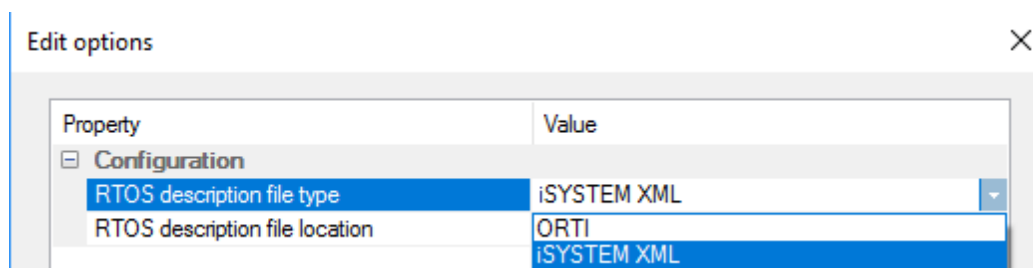 Edit options
Property Value
Configuration
RTOS description file type iSYSTEM XML
RTOS description file location ORTI
iSYSTEM XML